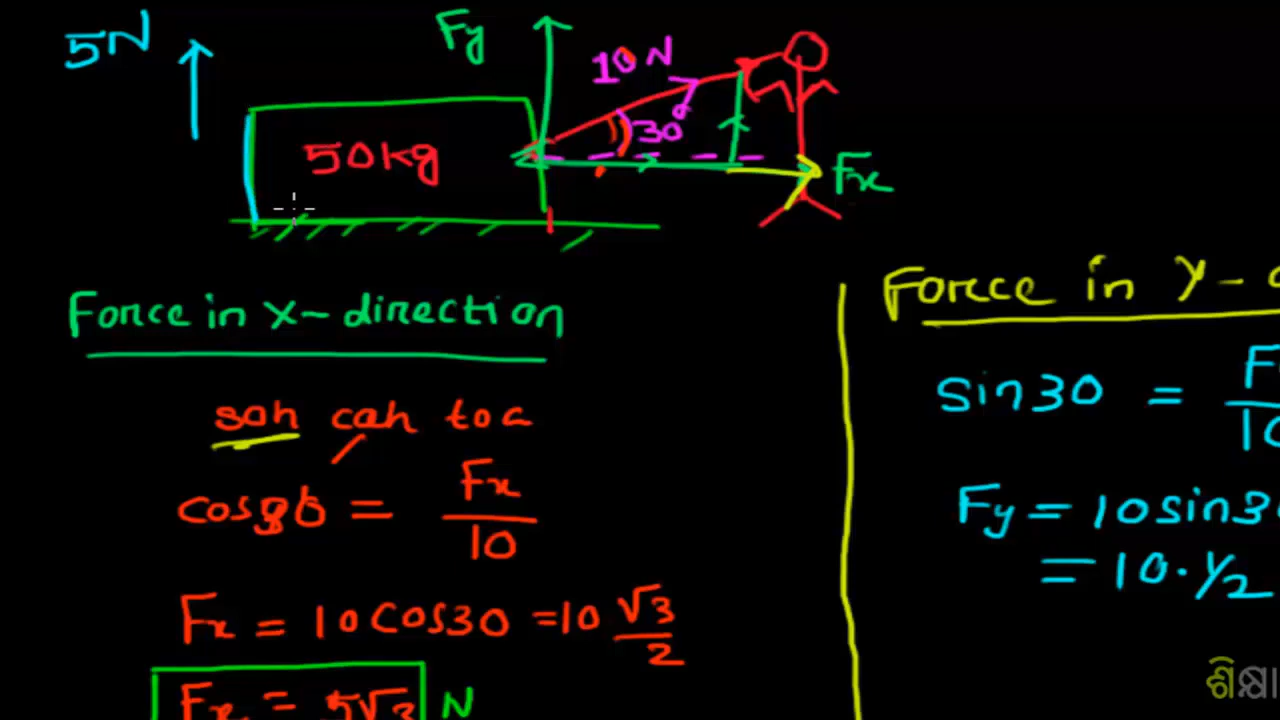 5N
Fy
10N
30
50kg
Fx
Force in x-direction
soh cah toa
= Fx/10
Fx = 10 cos30 = 10 √3/2
Fx = 5√3 N
Force in Y-
sin30 =
10
Fy = 10sin3
= 10.1/2
শিক্ষা